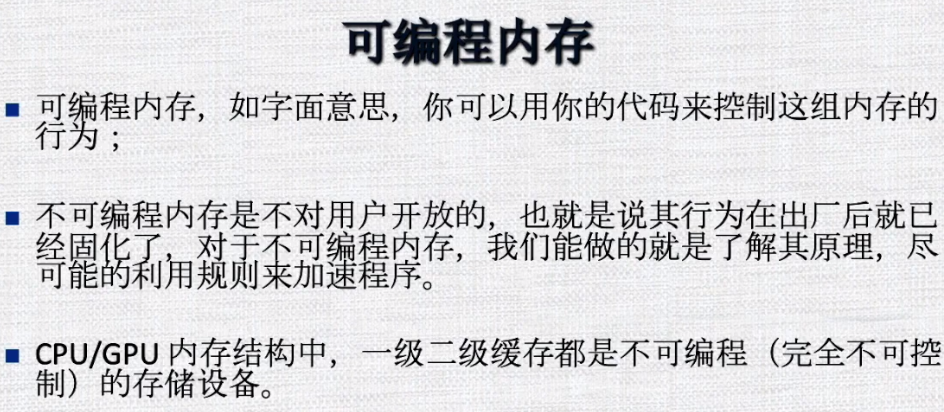 可编程内存
▪ 可编程内存，如字面意思，你可以用你的代码来控制这组内存的
行为；
▪ 不可编程内存是不对用户开放的，也就是说其行为在出厂后就已
经固化了，对于不可编程内存，我们能做的就是了解其原理，尽
可能的利用规则来加速程序。
▪ CPU/GPU 内存结构中，一级二级缓存都是不可编程（完全不可控
制）的存储设备。